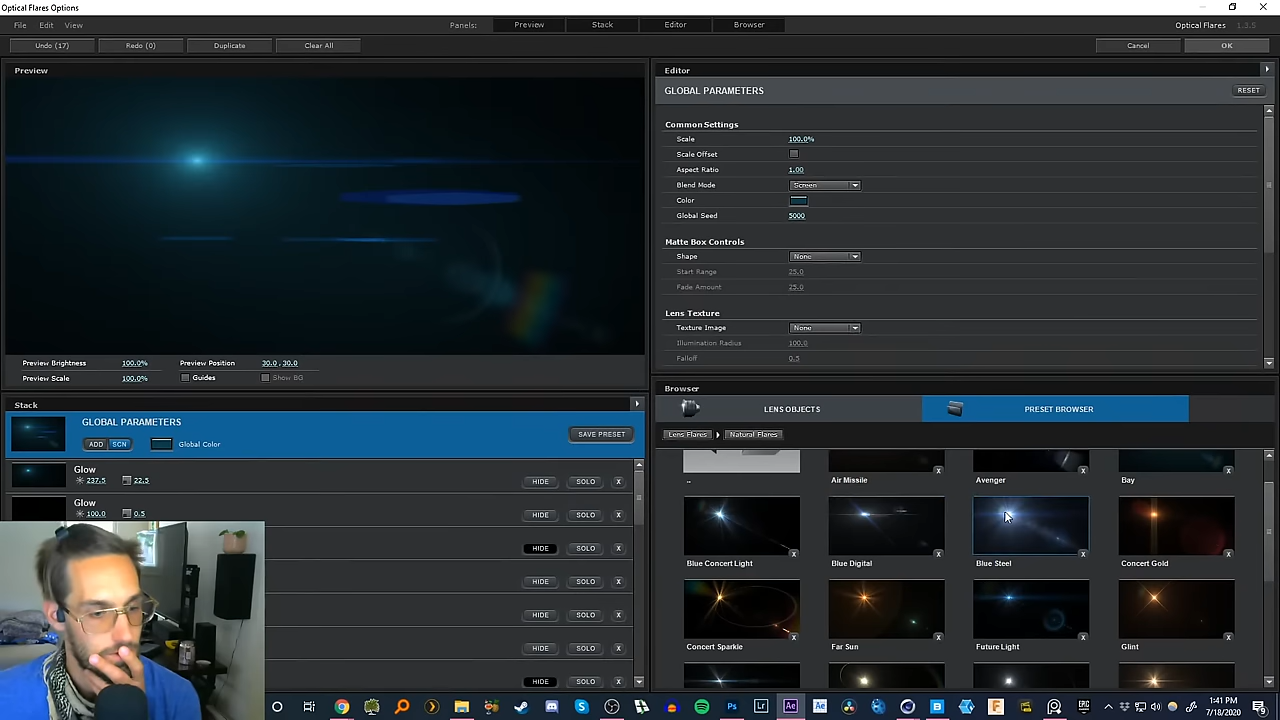 Optical Flares Options
File Edit View Panels: Preview Stack Editor Browser Optical Flares 1.3.5
Undo (17) Redo (0) Duplicate Clear All Cancel OK
Preview
Preview Brightness 100.0% Preview Position 30.0 , 30.0
Preview Scale 100.0% Guides Show BG
Stack
GLOBAL PARAMETERS
ADD SCN Global Color SAVE PRESET
Glow
237.5 22.5 HIDE SOLO X
Glow
100.0 0.5 HIDE SOLO X
HIDE SOLO X
HIDE SOLO X
HIDE SOLO X
HIDE SOLO X
HIDE SOLO X
Editor
GLOBAL PARAMETERS RESET
Common Settings
Scale 100.0%
Scale Offset
Aspect Ratio 1.00
Blend Mode Screen
Color
Global Seed 5000
Matte Box Controls
Shape None
Start Range 25.0
Fade Amount 25.0
Lens Texture
Texture Image None
Illumination Radius 100.0
Falloff 0.5
Browser
LENS OBJECTS PRESET BROWSER
Lens Flares Natural Flares
.. Air Missile X Avenger X Bay X
Blue Concert Light X Blue Digital X Blue Steel X Concert Gold X
Concert Sparkle X Far Sun X Future Light X Glint X
1:41 PM
7/18/2020